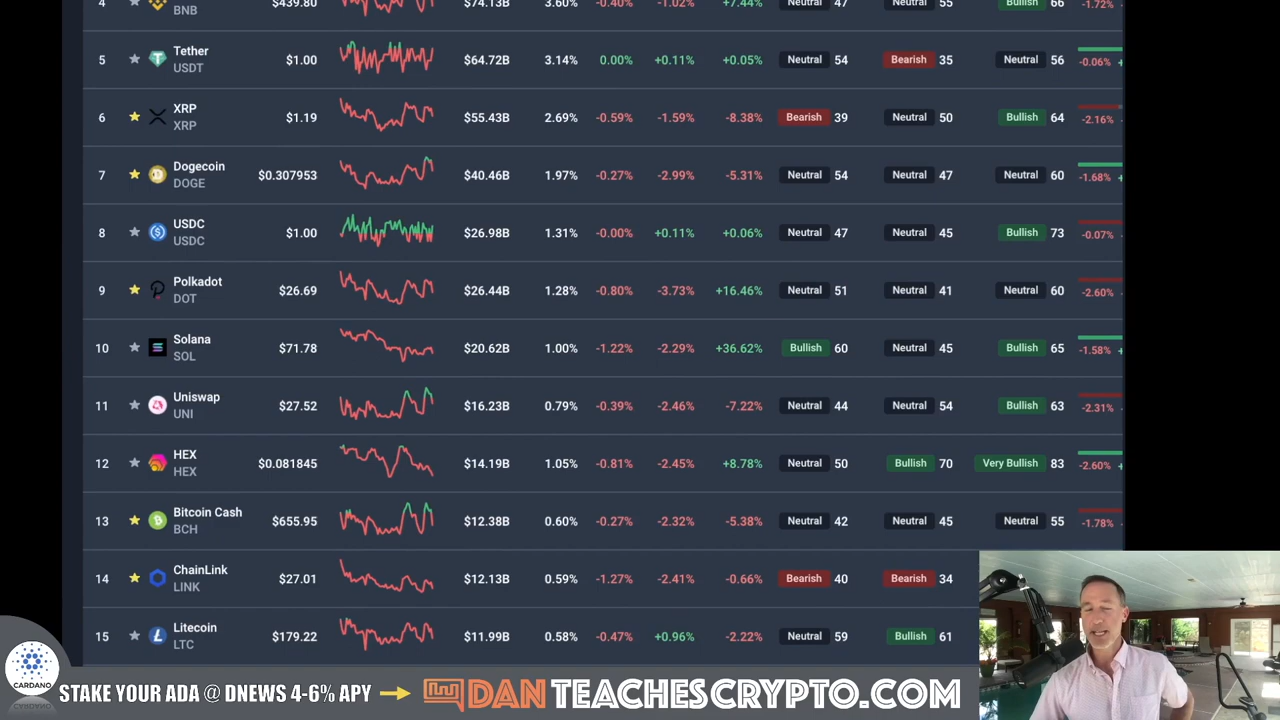 4 BNB $439.80 $74.13B 3.60% -0.40% -1.02% +7.44% Neutral 47 Neutral 55 Bullish 66 -1.72%
5 Tether $1.00 $64.72B 3.14% 0.00% +0.11% +0.05% Neutral 54 Bearish 35 Neutral 56 -0.06%
USDT
6 XRP $1.19 $55.43B 2.69% -0.59% -1.59% -8.38% Bearish 39 Neutral 50 Bullish 64 -2.16%
XRP
7 Dogecoin $0.307953 $40.46B 1.97% -0.27% -2.99% -5.31% Neutral 54 Neutral 47 Neutral 60 -1.68%
DOGE
8 USDC $1.00 $26.98B 1.31% -0.00% +0.11% +0.06% Neutral 47 Neutral 45 Bullish 73 -0.07%
USDC
9 Polkadot $26.69 $26.44B 1.28% -0.80% -3.73% +16.46% Neutral 51 Neutral 41 Neutral 60 -2.60%
DOT
10 Solana $71.78 $20.62B 1.00% -1.22% -2.29% +36.62% Bullish 60 Neutral 45 Bullish 65 -1.58%
SOL
11 Uniswap $27.52 $16.23B 0.79% -0.39% -2.46% -7.22% Neutral 44 Neutral 54 Bullish 63 -2.31%
UNI
12 HEX $0.081845 $14.19B 1.05% -0.81% -2.45% +8.78% Neutral 50 Bullish 70 Very Bullish 83 -2.60%
HEX
13 Bitcoin Cash $655.95 $12.38B 0.60% -0.27% -2.32% -5.38% Neutral 42 Neutral 45 Neutral 55 -1.78%
BCH
14 ChainLink $27.01 $12.13B 0.59% -1.27% -2.41% -0.66% Bearish 40 Bearish 34
LINK
15 Litecoin $179.22 $11.99B 0.58% -0.47% +0.96% -2.22% Neutral 59 Bullish 61
LTC
CARDANO
STAKE YOUR ADA @ DNEWS 4-6% APY DANTEACHESCRYPTO.COM